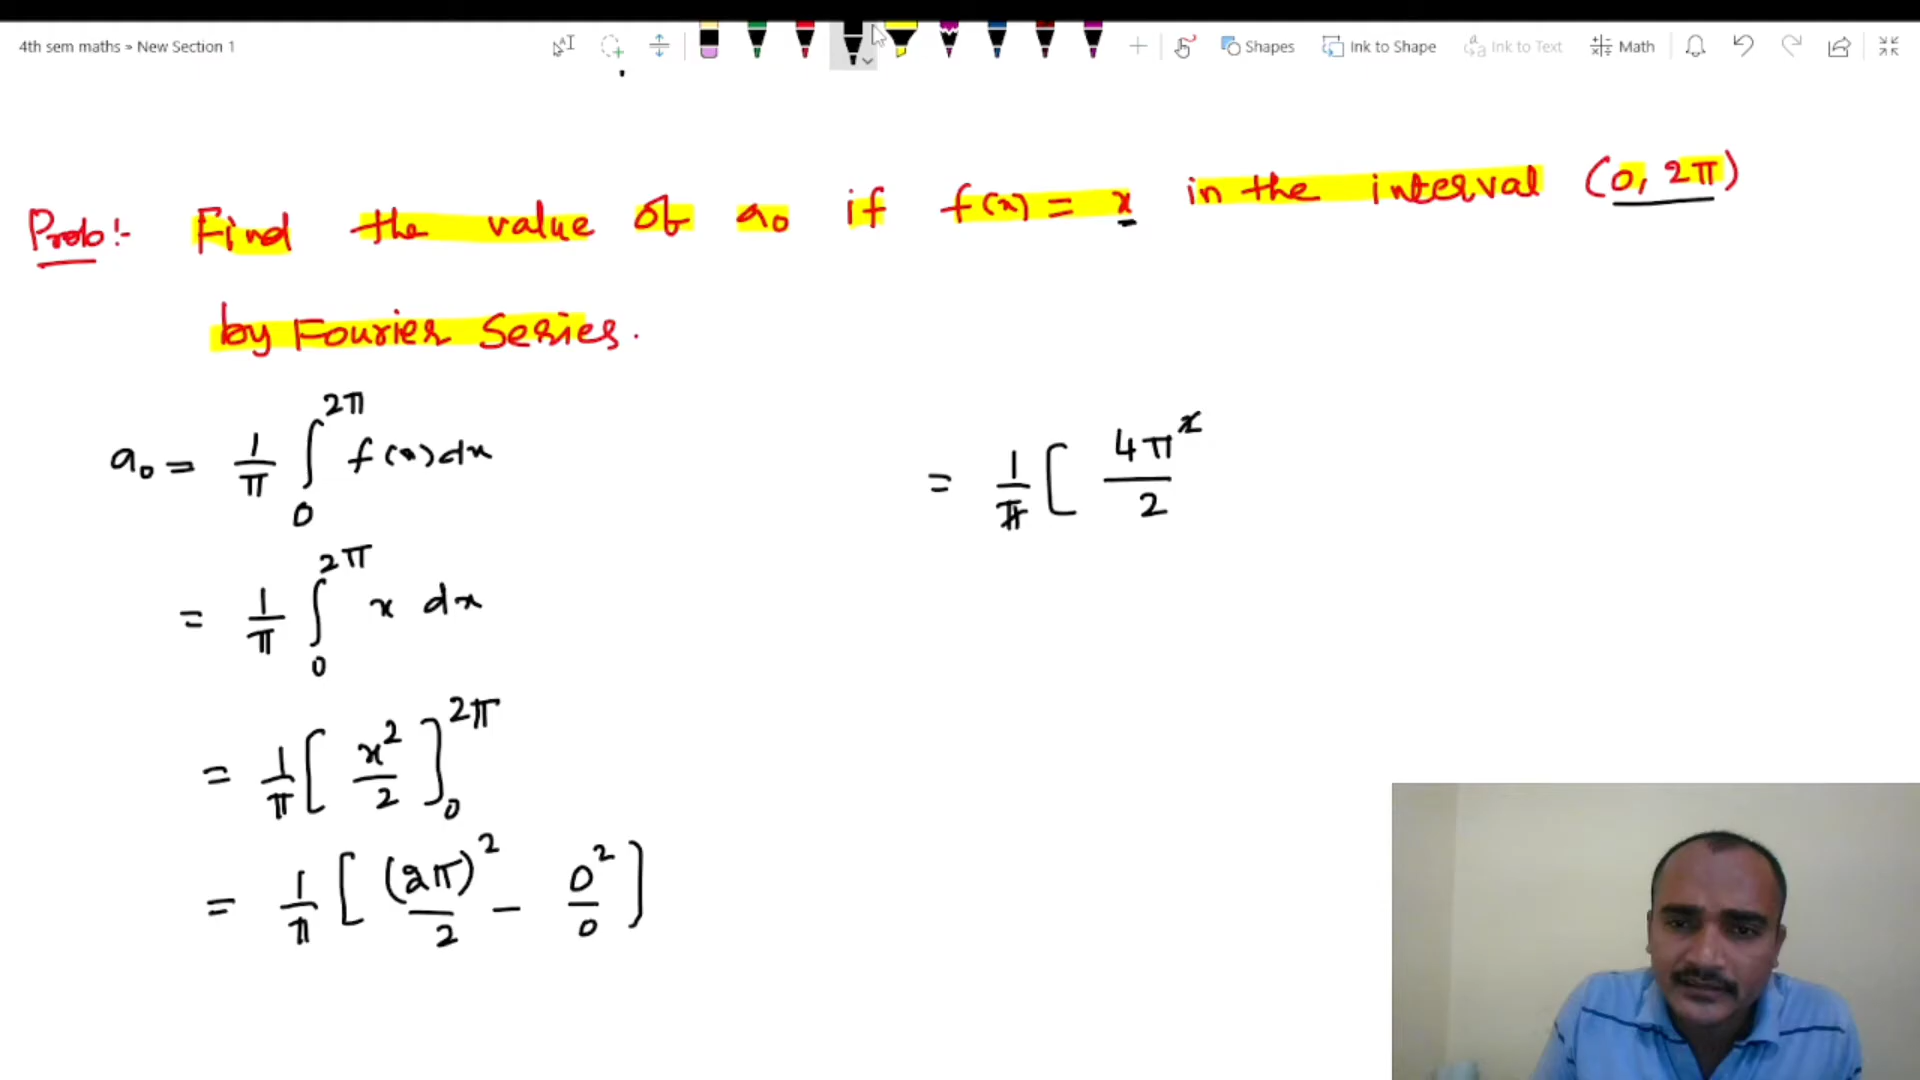 4th sem maths » New Section 1
Shapes Ink to Shape Ink to Text Math
Prob:- Find the value of a₀ if f(x) = x in the interval (0, 2π)
by Fourier Series.
a₀ = 1/π ∫₀^2π f(x)dx
= 1/π ∫₀^2π x dx
= 1/π [ x²/2 ]₀^2π
= 1/π [ (2π)²/2 - 0²/0 ]
= 1/π [ 4π²/2